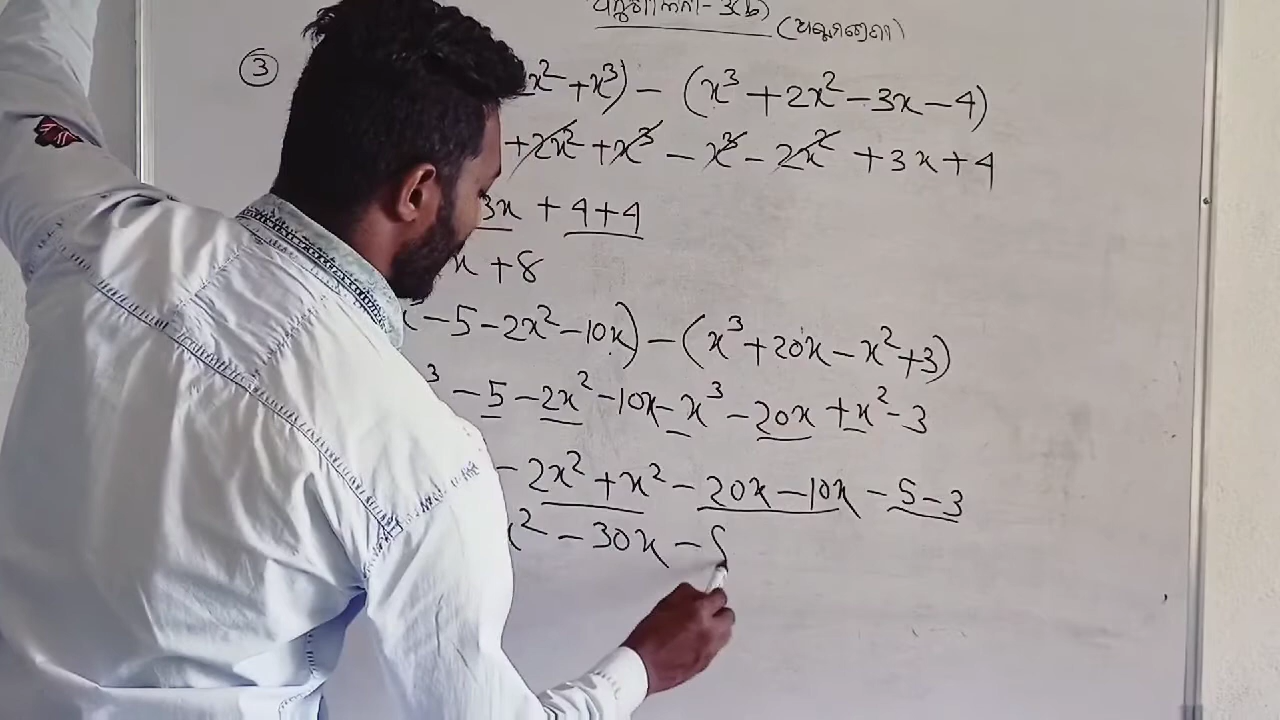 ଅନୁଶୀଳନୀ - 3(b)
③ x² + x³) - (x³ + 2x² - 3x - 4)
+ 2x² + x³ - x³ - 2x² + 3x + 4
3x + 4 + 4
x + 8
- 5 - 2x² - 10x) - (x³ + 20x - x² + 3)
³ - 5 - 2x² - 10x - x³ - 20x + x² - 3
- 2x² + x² - 20x - 10x - 5 - 3
x² - 30x -